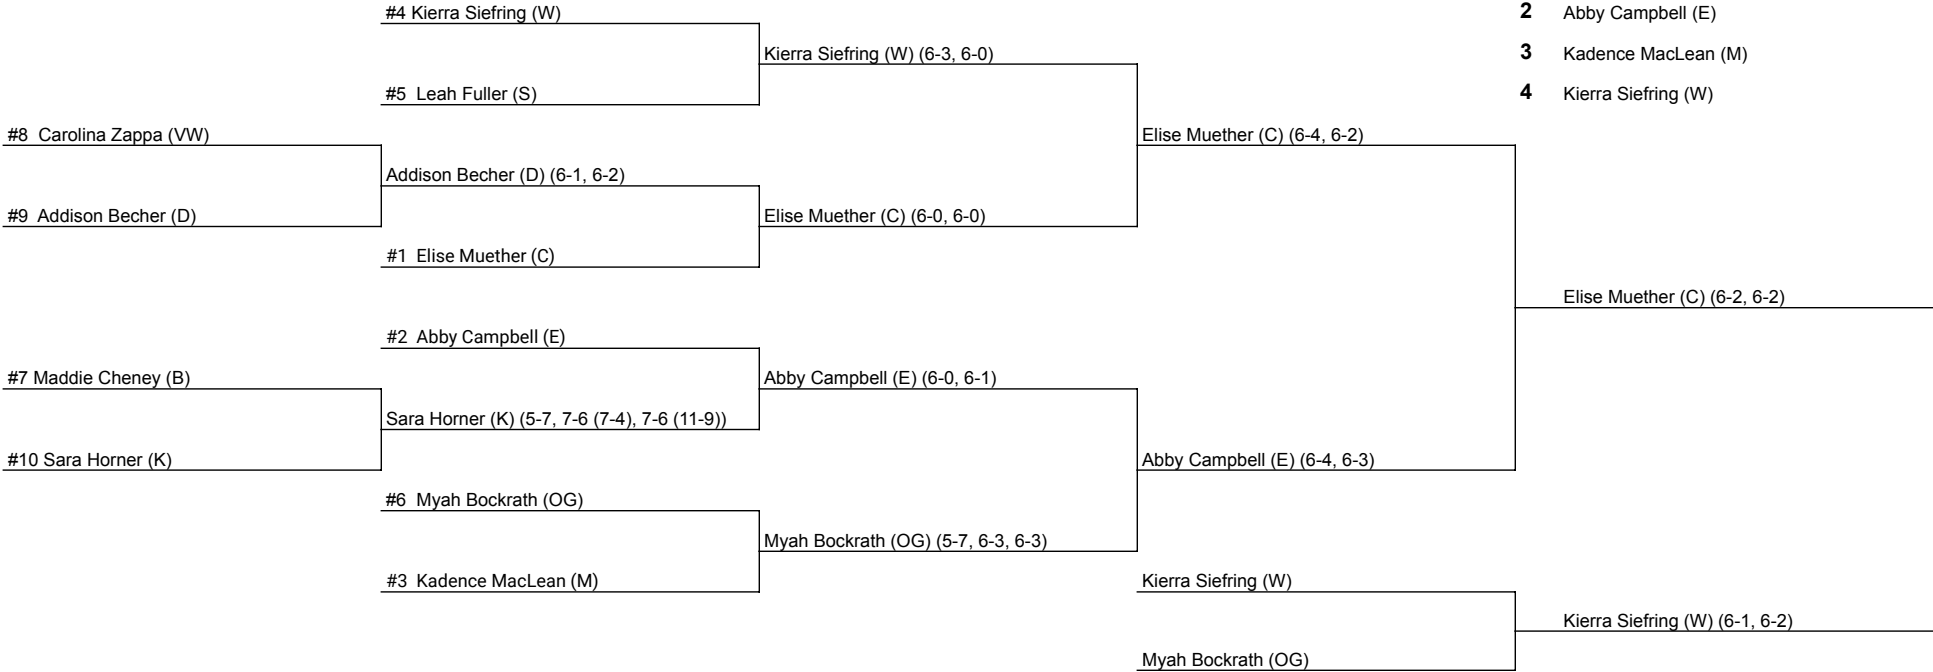 #4 Kierra Siefring (W)
2 Abby Campbell (E)
Kierra Siefring (W) (6-3, 6-0)
3 Kadence MacLean (M)
#5 Leah Fuller (S)
4 Kierra Siefring (W)
#8 Carolina Zappa (VW)
Elise Muether (C) (6-4, 6-2)
Addison Becher (D) (6-1, 6-2)
#9 Addison Becher (D)
Elise Muether (C) (6-0, 6-0)
#1 Elise Muether (C)
Elise Muether (C) (6-2, 6-2)
#2 Abby Campbell (E)
#7 Maddie Cheney (B)
Abby Campbell (E) (6-0, 6-1)
Sara Horner (K) (5-7, 7-6 (7-4), 7-6 (11-9))
#10 Sara Horner (K)
Abby Campbell (E) (6-4, 6-3)
#6 Myah Bockrath (OG)
Myah Bockrath (OG) (5-7, 6-3, 6-3)
#3 Kadence MacLean (M)
Kierra Siefring (W)
Kierra Siefring (W) (6-1, 6-2)
Myah Bockrath (OG)